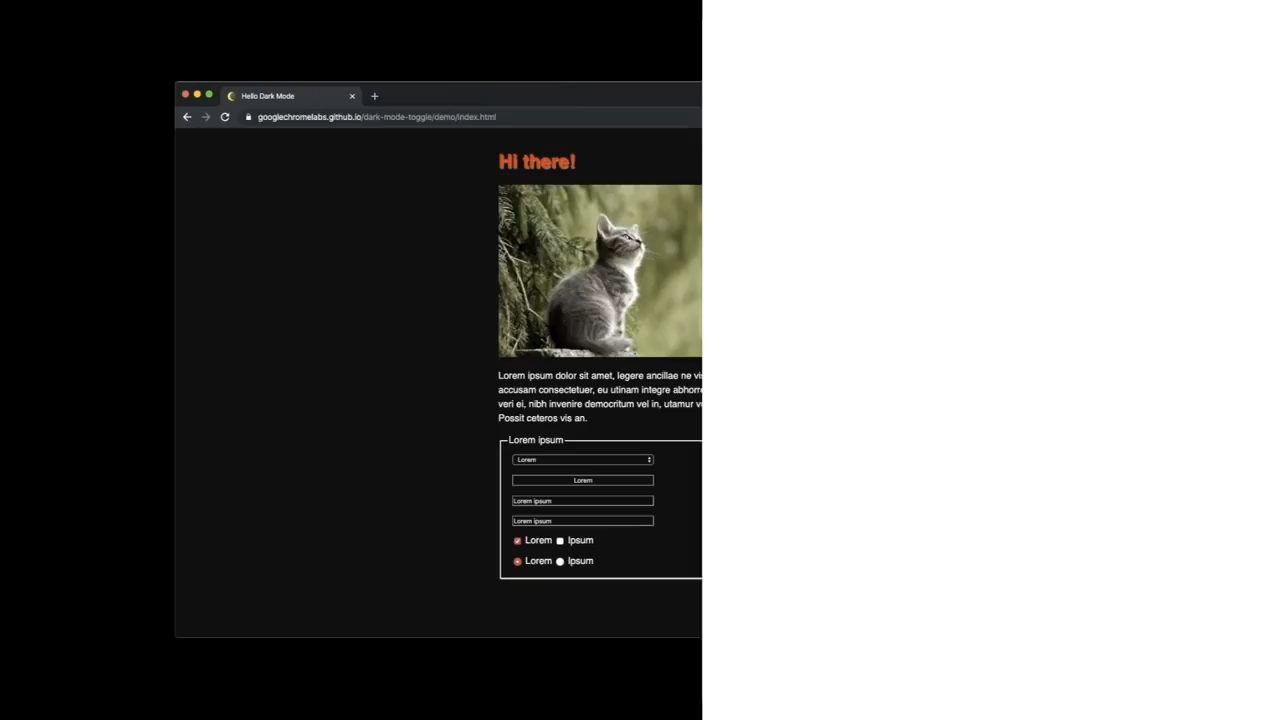 Hello Dark Mode
googlechromelabs.github.io/dark-mode-toggle/demo/index.html
Hi there!
Lorem ipsum dolor sit amet, legere ancillae ne vis
accusam consectetuer, eu utinam integre abhorre
veri ei, nibh invenire democritum vel in, utamur vu
Possit ceteros vis an.
Lorem ipsum
Lorem
Lorem
Lorem ipsum
Lorem ipsum
Lorem Ipsum
Lorem Ipsum